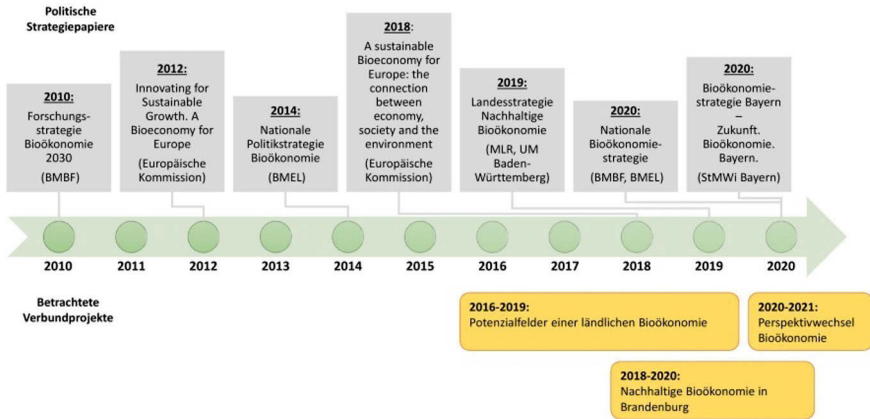 Politische
Strategiepapiere
2010:
Forschungs-
strategie
Bioökonomie
2030
(BMBF)
2012:
Innovating for
Sustainable
Growth. A
Bioeconomy for
Europe
(Europäische
Kommission)
2014:
Nationale
Politikstrategie
Bioökonomie
(BMEL)
2018:
A sustainable
Bioeconomy for
Europe: the
connection
between
economy,
society and the
environment
(Europäische
Kommission)
2019:
Landesstrategie
Nachhaltige
Bioökonomie
(MLR, UM
Baden-
Württemberg)
2020:
Nationale
Bioökonomie-
strategie
(BMBF, BMEL)
2020:
Bioökonomie-
strategie Bayern
–
Zukunft.
Bioökonomie.
Bayern.
(StMWi Bayern)
2010 2011 2012 2013 2014 2015 2016 2017 2018 2019 2020
Betrachtete
Verbundprojekte
2016-2019:
Potenzialfelder einer ländlichen Bioökonomie
2020-2021:
Perspektivwechsel
Bioökonomie
2018-2020:
Nachhaltige Bioökonomie in
Brandenburg